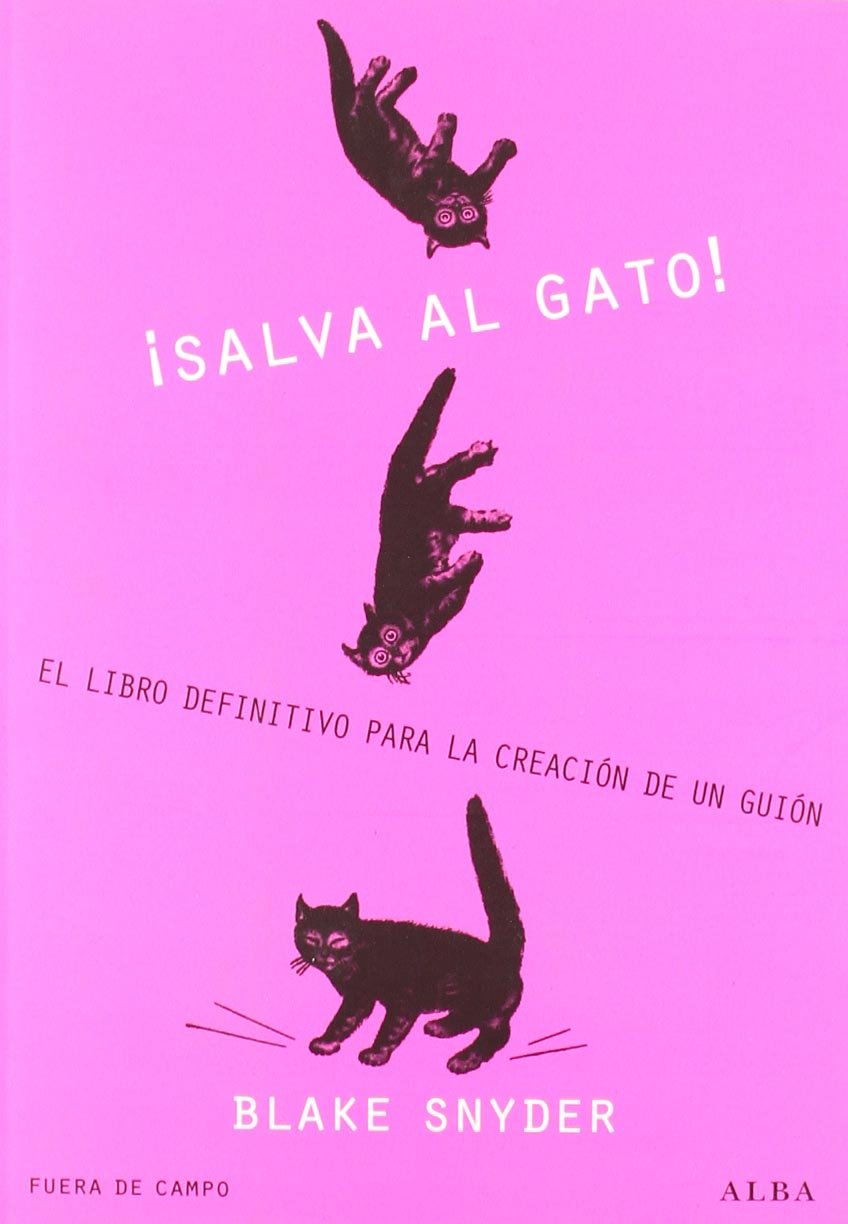 ¡SALVA AL GATO!
EL LIBRO DEFINITIVO PARA LA CREACIÓN DE UN GUIÓN
BLAKE SNYDER
FUERA DE CAMPO
ALBA